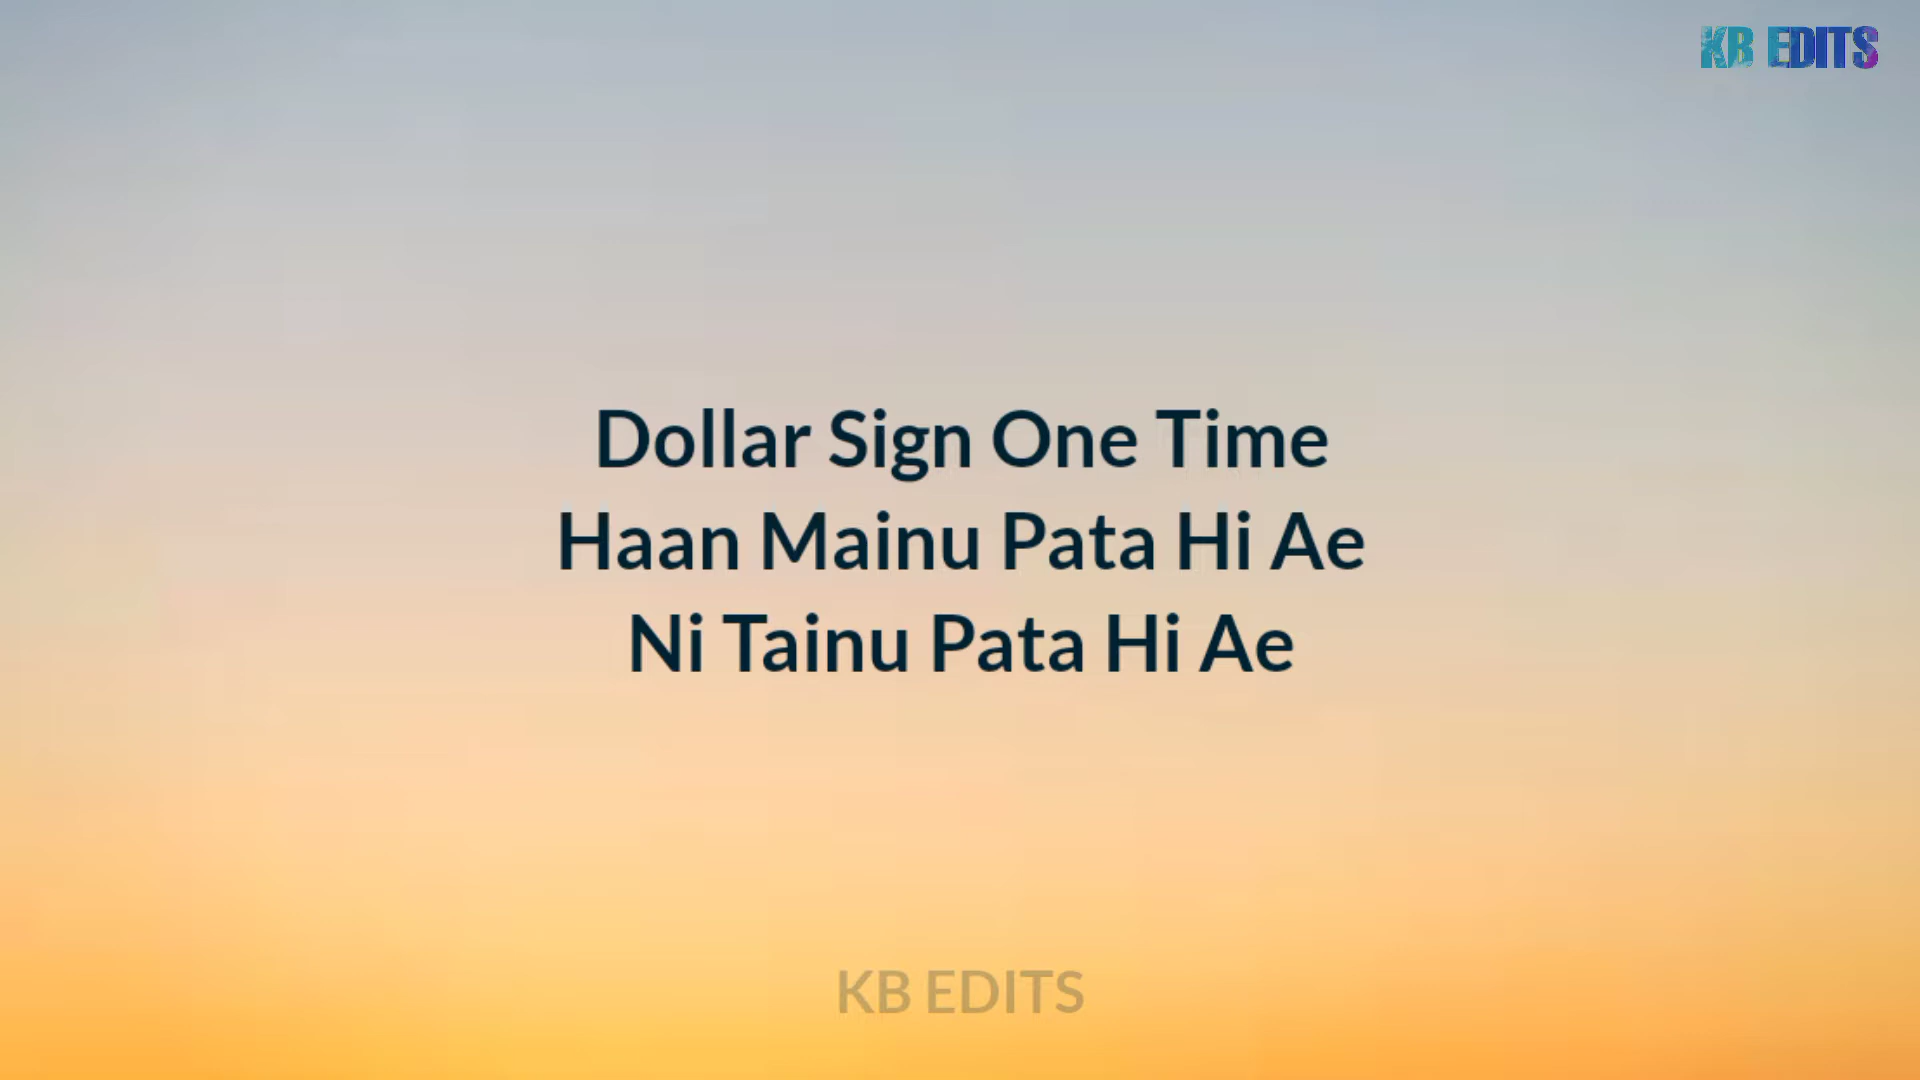 KB EDITS
Dollar Sign One Time
Haan Mainu Pata Hi Ae
Ni Tainu Pata Hi Ae
KB EDITS